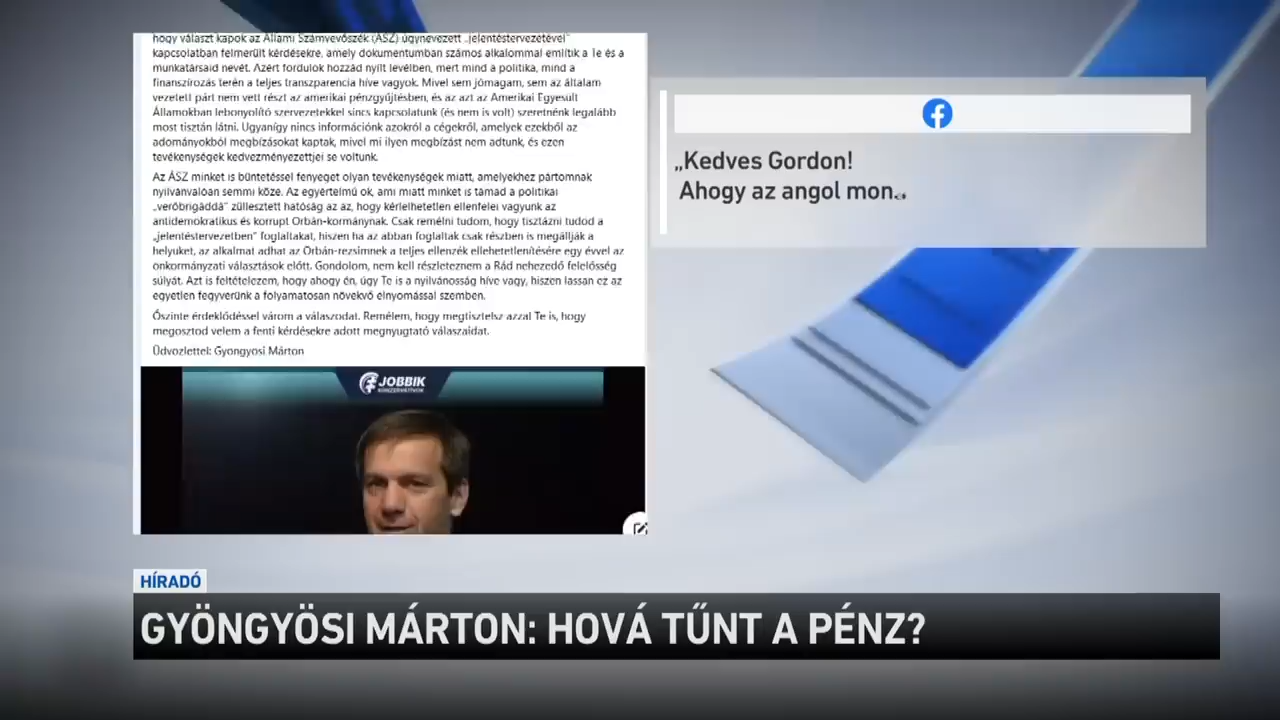 hogy választ kapok az Állami Számvevőszék (ÁSZ) úgynevezett „jelentéstervezetével"
kapcsolatban felmerült kérdésekre, amely dokumentumban számos alkalommal említik a Te és a
munkatársaid nevét. Azért fordulok hozzád nyílt levélben, mert mind a politika, mind a
finanszírozás terén a teljes transzparencia híve vagyok. Mivel sem jómagam, sem az általam
vezetett párt nem vett részt az amerikai pénzgyűjtésben, és az azt az Amerikai Egyesült
Államokban lebonyolító szervezetekkel sincs kapcsolatunk (és nem is volt) szeretnénk legalább
most tisztán látni. Ugyanígy nincs információnk azokról a cégekről, amelyek ezekből az
adományokból megbízásokat kaptak, mivel mi ilyen megbízást nem adtunk, és ezen
tevékenységek kedvezményezettjei se voltunk.
Az ÁSZ minket is büntetéssel fenyeget olyan tevékenységek miatt, amelyekhez pártomnak
nyilvánvalóan semmi köze. Az egyértelmű ok, ami miatt minket is támad a politikai
„verőbrigáddá" züllesztett hatóság az az, hogy kérlelhetetlen ellenfelei vagyunk az
antidemokratikus és korrupt Orbán-kormánynak. Csak remélni tudom, hogy tisztázni tudod a
„jelentéstervezetben" foglaltakat, hiszen ha az abban foglaltak csak részben is megállják a
helyüket, az alkalmat adhat az Orbán-rezsimnek a teljes ellenzék ellehetetlenítésére egy évvel az
önkormányzati választások előtt. Gondolom, nem kell részleteznem a Rád nehezedő felelősség
súlyát. Azt is feltételezem, hogy ahogy én, úgy Te is a nyilvánosság híve vagy, hiszen lassan ez az
egyetlen fegyverünk a folyamatosan növekvő elnyomással szemben.
Őszinte érdeklődéssel várom a válaszodat. Remélem, hogy megtisztelsz azzal Te is, hogy
megosztod velem a fenti kérdésekre adott megnyugtató válaszaidat.
Üdvözlettel: Gyöngyösi Márton
JOBBIK
KONZERVATÍVOK
„Kedves Gordon!
Ahogy az angol mon
HÍRADÓ
GYÖNGYÖSI MÁRTON: HOVÁ TŰNT A PÉNZ?